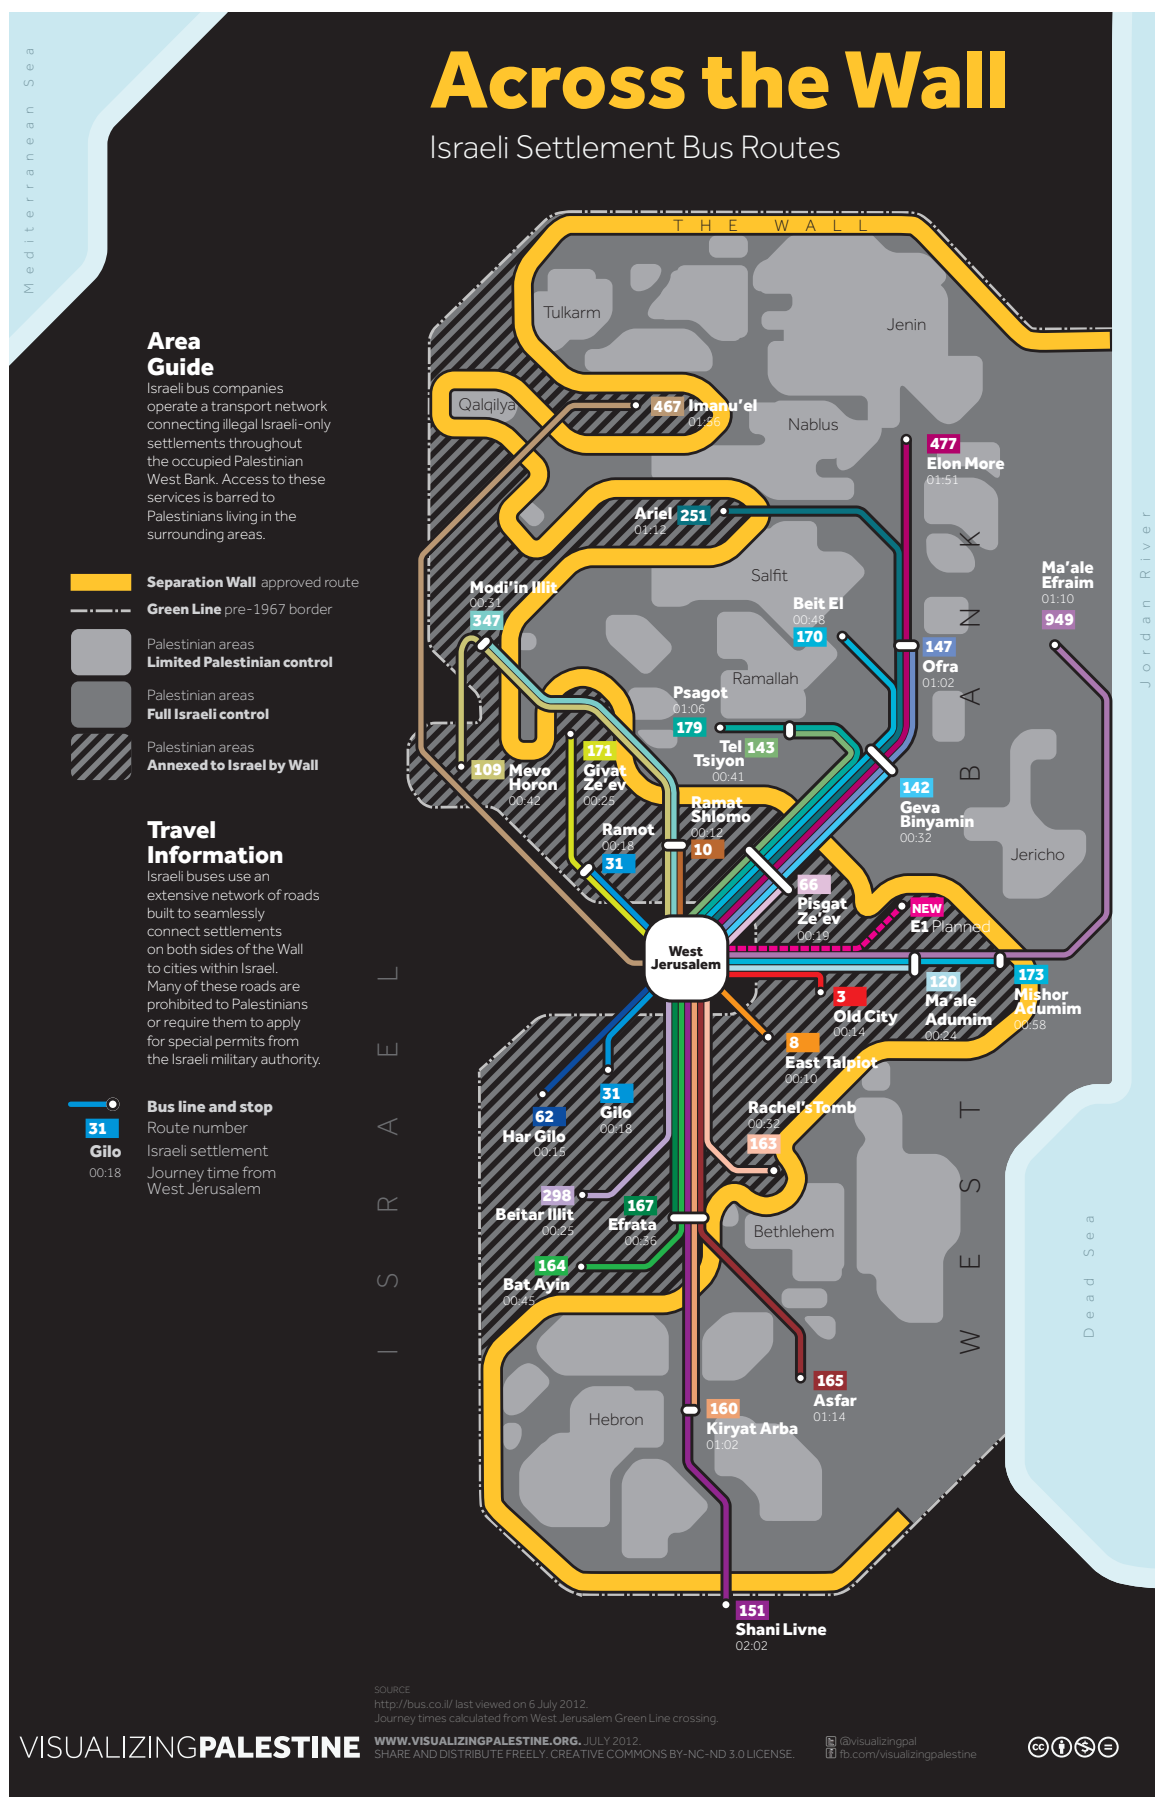 Across the Wall
Israeli Settlement Bus Routes
Mediterranean Sea
THE WALL
Tulkarm
Jenin
Area
Guide
Israeli bus companies
operate a transport network
connecting illegal Israeli-only
settlements throughout
the occupied Palestinian
West Bank. Access to these
services is barred to
Palestinians living in the
surrounding areas.
Separation Wall approved route
Green Line pre-1967 border
Palestinian areas
Limited Palestinian control
Palestinian areas
Full Israeli control
Palestinian areas
Annexed to Israel by Wall
Travel
Information
Israeli buses use an
extensive network of roads
built to seamlessly
connect settlements
on both sides of the Wall
to cities within Israel.
Many of these roads are
prohibited to Palestinians
or require them to apply
for special permits from
the Israeli military authority.
Bus line and stop
31 Route number
Gilo Israeli settlement
00:18 Journey time from
West Jerusalem
Qalqilya
467 Imanu'el
01:56
Nablus
477
Elon More
01:51
Ariel 251
01:12
Salfit
Modi'in Illit
00:31
347
Beit El
00:48
170
Ma'ale
Efraim
01:10
949
147
Ofra
01:02
Ramallah
Psagot
01:06
179
Tel 143
Tsiyon
00:41
109 Mevo
Horon
00:42
171
Givat
Ze'ev
00:25
142
Geva
Binyamin
00:32
Ramat
Shlomo
00:12
10
Ramot
00:18
31
Jericho
66
Pisgat
Ze'ev
00:19
NEW
E1 Planned
West
Jerusalem
173
Mishor
Adumim
00:58
120
Ma'ale
Adumim
00:24
3
Old City
00:14
8
East Talpiot
00:10
31
Gilo
00:18
62
Har Gilo
00:15
Rachel's Tomb
00:32
163
298
Beitar Illit
00:25
167
Efrata
00:36
Bethlehem
164
Bat Ayin
00:45
165
Asfar
01:14
Hebron
160
Kiryat Arba
01:02
151
Shani Livne
02:02
ISRAEL
WEST BANK
Jordan River
Dead Sea
SOURCE
http://bus.co.il/ last viewed on 6 July 2012.
Journey times calculated from West Jerusalem Green Line crossing.
VISUALIZINGPALESTINE
WWW.VISUALIZINGPALESTINE.ORG. JULY 2012.
SHARE AND DISTRIBUTE FREELY. CREATIVE COMMONS BY-NC-ND 3.0 LICENSE.
@visualizingpal
fb.com/visualizingpalestine
cc